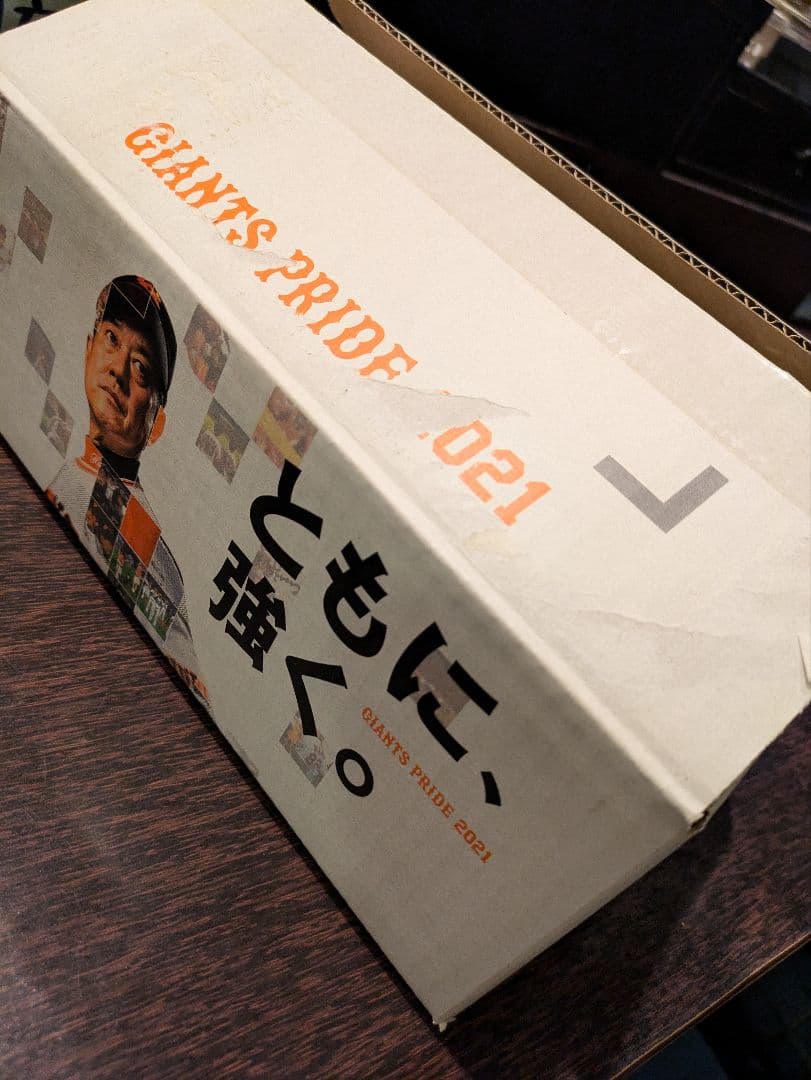 GIANTS PRIDE 2021
ともに、
強く。
GIANTS PRIDE 2021